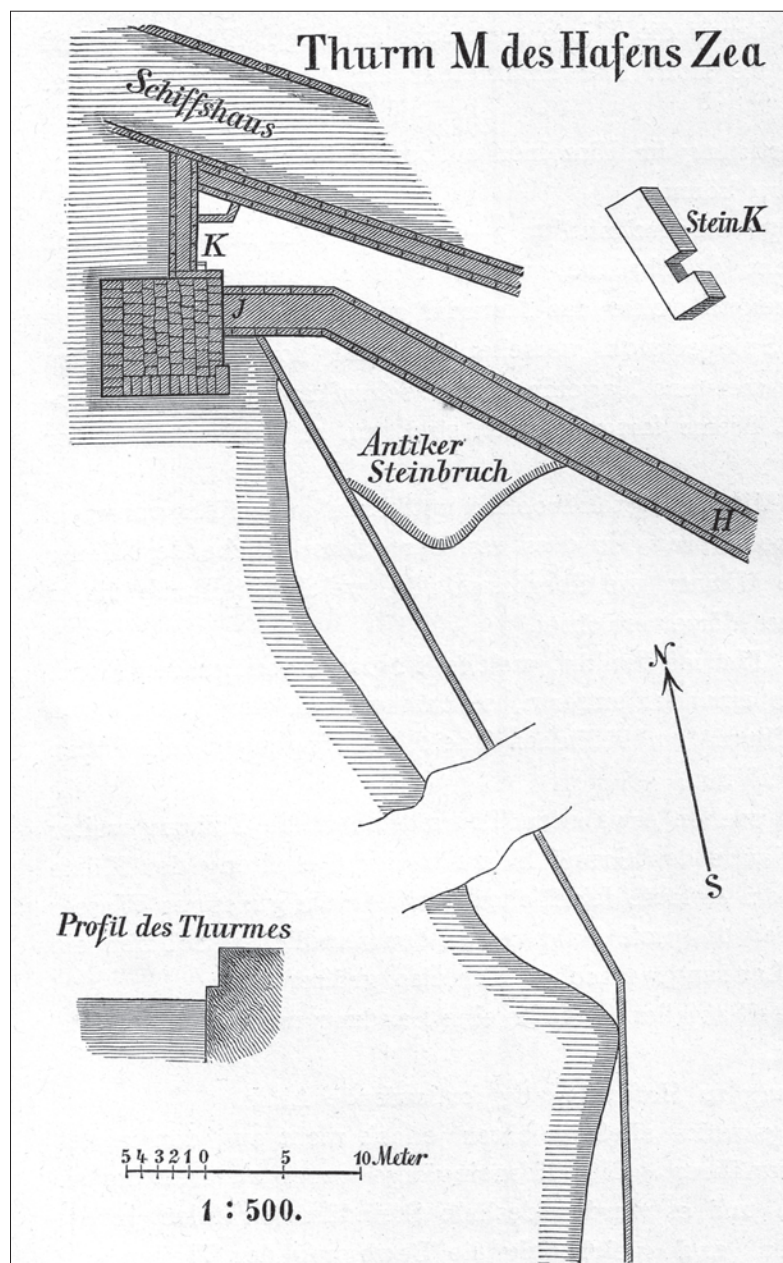 Thurm M des Hafens Zea
Schiffshaus
Stein K
K
J
Antiker
Steinbruch
H
N
S
Profil des Thurmes
5 4 3 2 1 0 5 10 Meter
1 : 500.